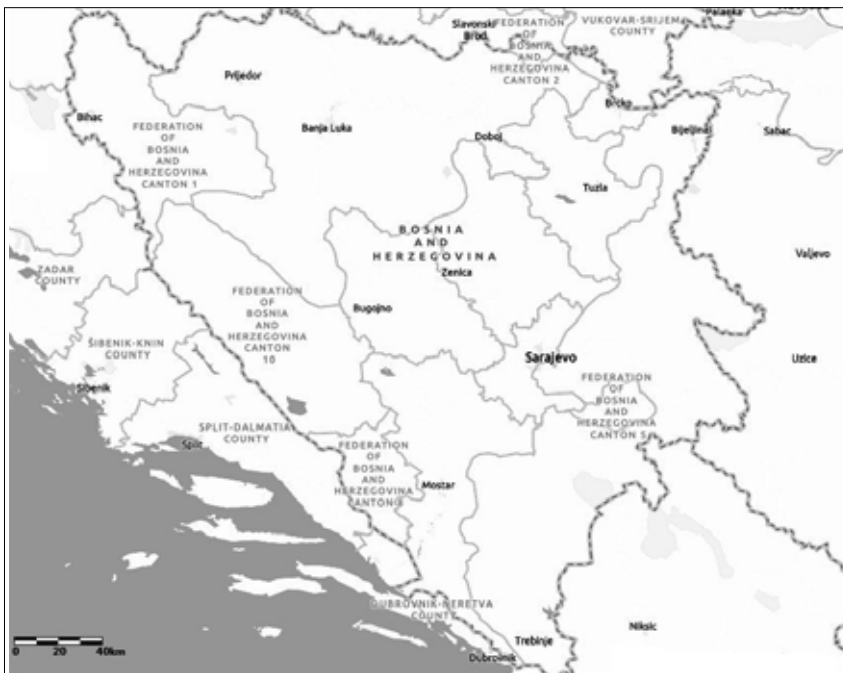 Palanka
Slavonski
Brod
FEDERATION
OF
BOSNIA
AND
HERZEGOVINA
CANTON 2
VUKOVAR-SRIJEM
COUNTY
Prijedor
Brcko
Bihac
FEDERATION
OF
BOSNIA
AND
HERZEGOVINA
CANTON 1
Banja Luka
Doboj
Bijeljina
Sabac
Tuzla
BOSNIA
AND
HERZEGOVINA
Zenica
Valjevo
ZADAR
COUNTY
FEDERATION
OF
BOSNIA
AND
HERZEGOVINA
CANTON
10
Bugojno
ŠIBENIK-KNIN
COUNTY
Sarajevo
Uzice
Sibenik
FEDERATION
OF
BOSNIA
AND
HERZEGOVINA
CANTON 5
SPLIT-DALMATIA
COUNTY
Split
FEDERATION
OF
BOSNIA
AND
HERZEGOVINA
CANTON 8
Mostar
DUBROVNIK-NERETVA
COUNTY
Trebinje
Niksic
Dubrovnik
0 20 40km